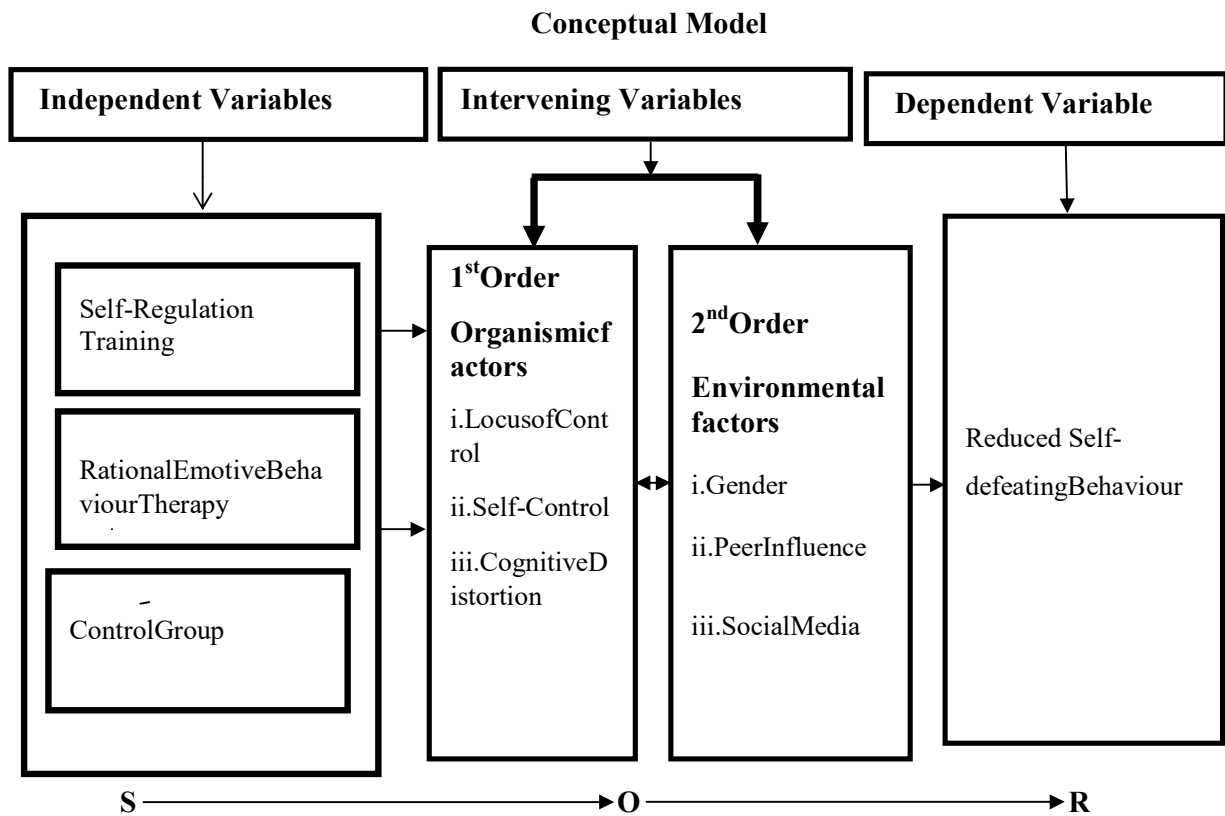 Conceptual Model
Independent Variables
Intervening Variables
Dependent Variable
Self-Regulation
Training
RationalEmotiveBeha
viourTherapy
ControlGroup
1stOrder
Organismicf
actors
i.LocusofCont
rol
ii.Self-Control
iii.CognitiveD
istortion
2ndOrder
Environmental
factors
i.Gender
ii.PeerInfluence
iii.SocialMedia
Reduced Self-
defeatingBehaviour
S O R